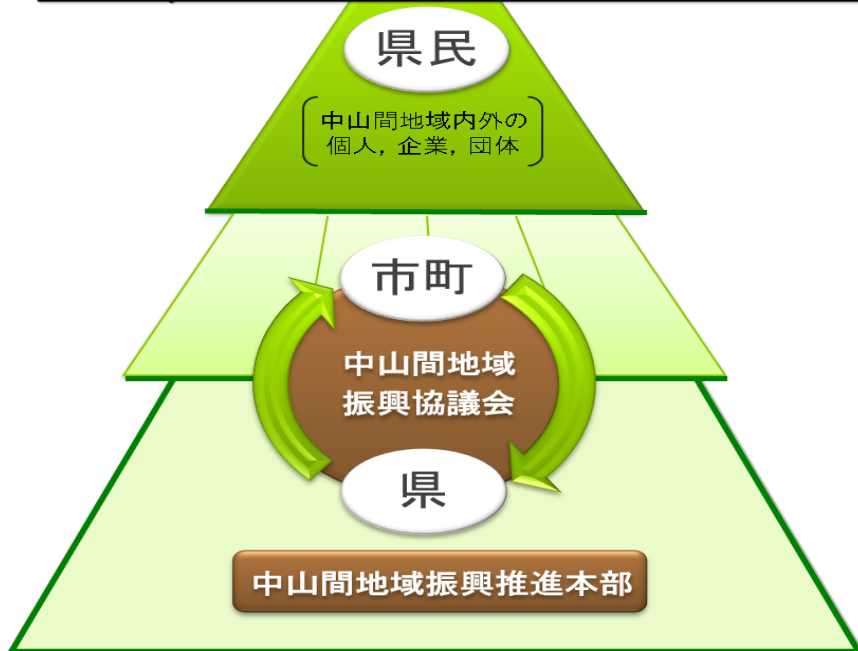 県民
中山間地域内外の
個人，企業，団体
市町
中山間地域
振興協議会
県
中山間地域振興推進本部